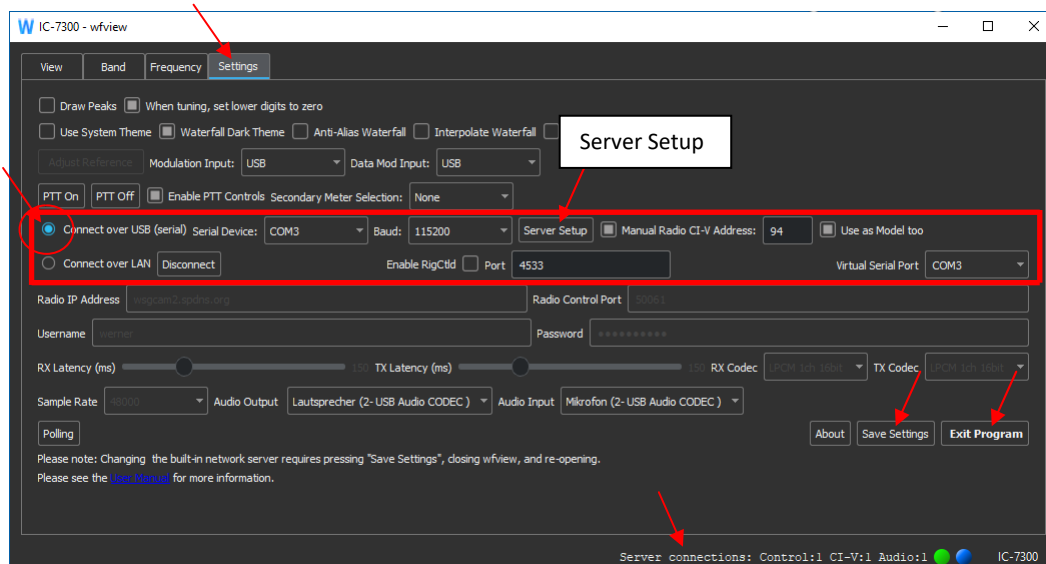 IC-7300 - wfview
View Band Frequency Settings
Draw Peaks When tuning, set lower digits to zero
Use System Theme Waterfall Dark Theme Anti-Alias Waterfall Interpolate Waterfall
Server Setup
Adjust Reference Modulation Input: USB Data Mod Input: USB
PTT On PTT Off Enable PTT Controls Secondary Meter Selection: None
Connect over USB (serial) Serial Device: COM3 Baud: 115200 Server Setup Manual Radio CI-V Address: 94 Use as Model too
Connect over LAN Disconnect Enable RigCtld Port 4533 Virtual Serial Port COM3
Radio IP Address wsgcam2.spdns.org Radio Control Port 50061
Username werner Password
RX Latency (ms) 150 TX Latency (ms) 150 RX Codec LPCM 1ch 16bit TX Codec LPCM 1ch 16bit
Sample Rate 48000 Audio Output Lautsprecher (2- USB Audio CODEC ) Audio Input Mikrofon (2- USB Audio CODEC )
Polling About Save Settings Exit Program
Please note: Changing the built-in network server requires pressing "Save Settings", closing wfview, and re-opening.
Please see the User Manual for more information.
Server connections: Control:1 CI-V:1 Audio:1 IC-7300